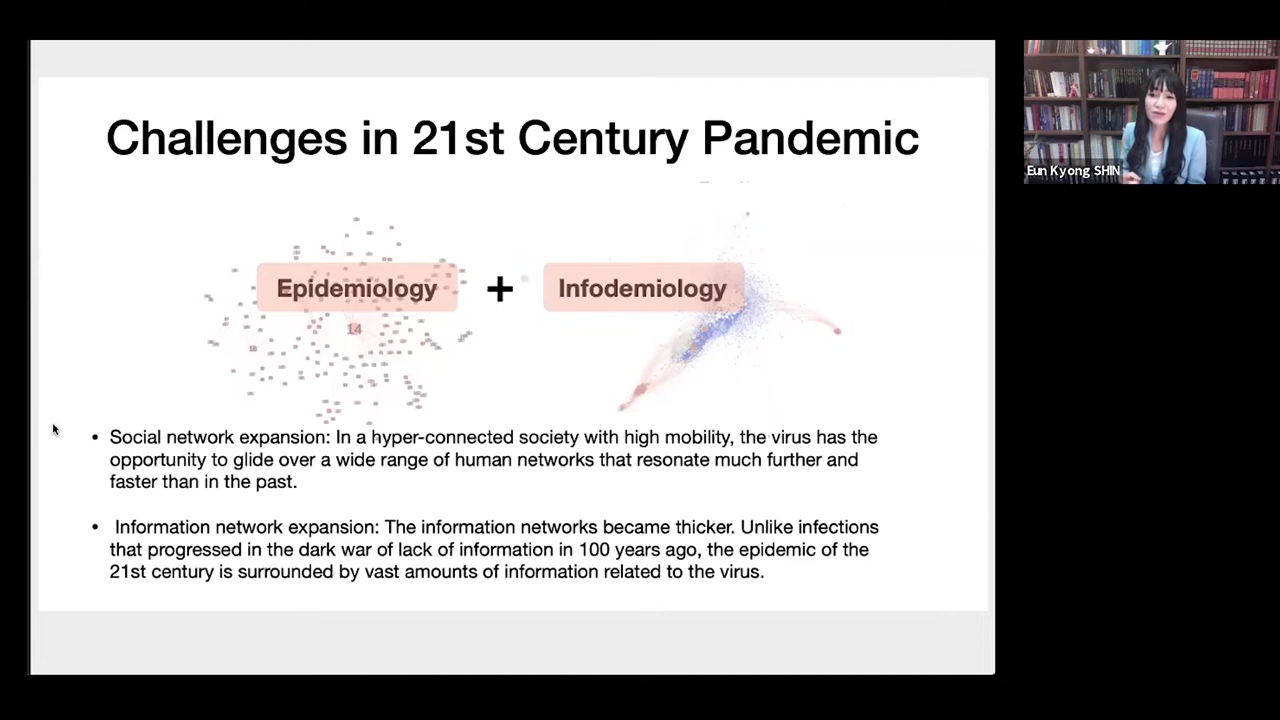 Challenges in 21st Century Pandemic
Epidemiology + Infodemiology
14
• Social network expansion: In a hyper-connected society with high mobility, the virus has the
opportunity to glide over a wide range of human networks that resonate much further and
faster than in the past.
• Information network expansion: The information networks became thicker. Unlike infections
that progressed in the dark war of lack of information in 100 years ago, the epidemic of the
21st century is surrounded by vast amounts of information related to the virus.
Eun Kyong SHIN